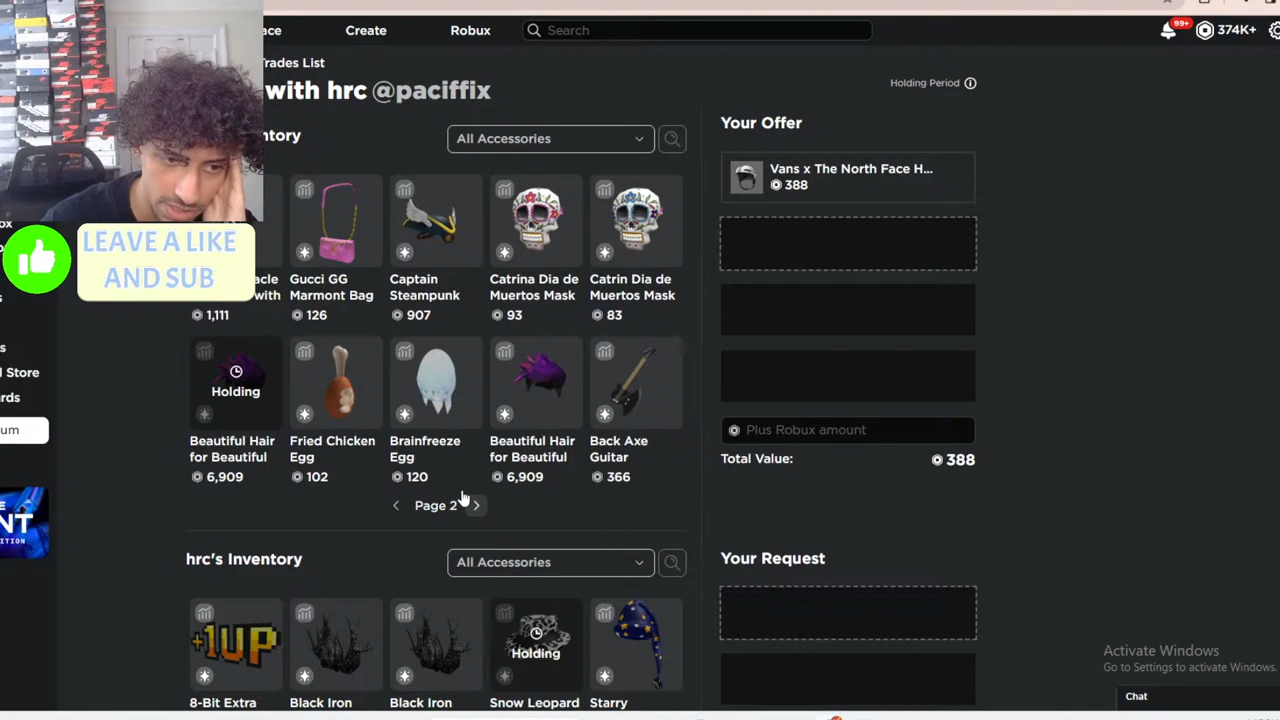 ace
Create
Robux
Search
99+
374K+
Trades List
with hrc @paciffix
Holding Period
ntory
All Accessories
Your Offer
Vans x The North Face H...
388
LEAVE A LIKE
AND SUB
acle
with
1,111
Gucci GG
Marmont Bag
126
Captain
Steampunk
907
Catrina Dia de
Muertos Mask
93
Catrin Dia de
Muertos Mask
83
Holding
Beautiful Hair
for Beautiful
6,909
Fried Chicken
Egg
102
Brainfreeze
Egg
120
Beautiful Hair
for Beautiful
6,909
Back Axe
Guitar
366
Page 2
Plus Robux amount
Total Value:
388
ox
s
s
Store
rds
um
NT
DITION
hrc's Inventory
All Accessories
Your Request
+1UP
8-Bit Extra
Black Iron
Black Iron
Holding
Snow Leopard
Starry
Activate Windows
Go to Settings to activate Windows.
Chat